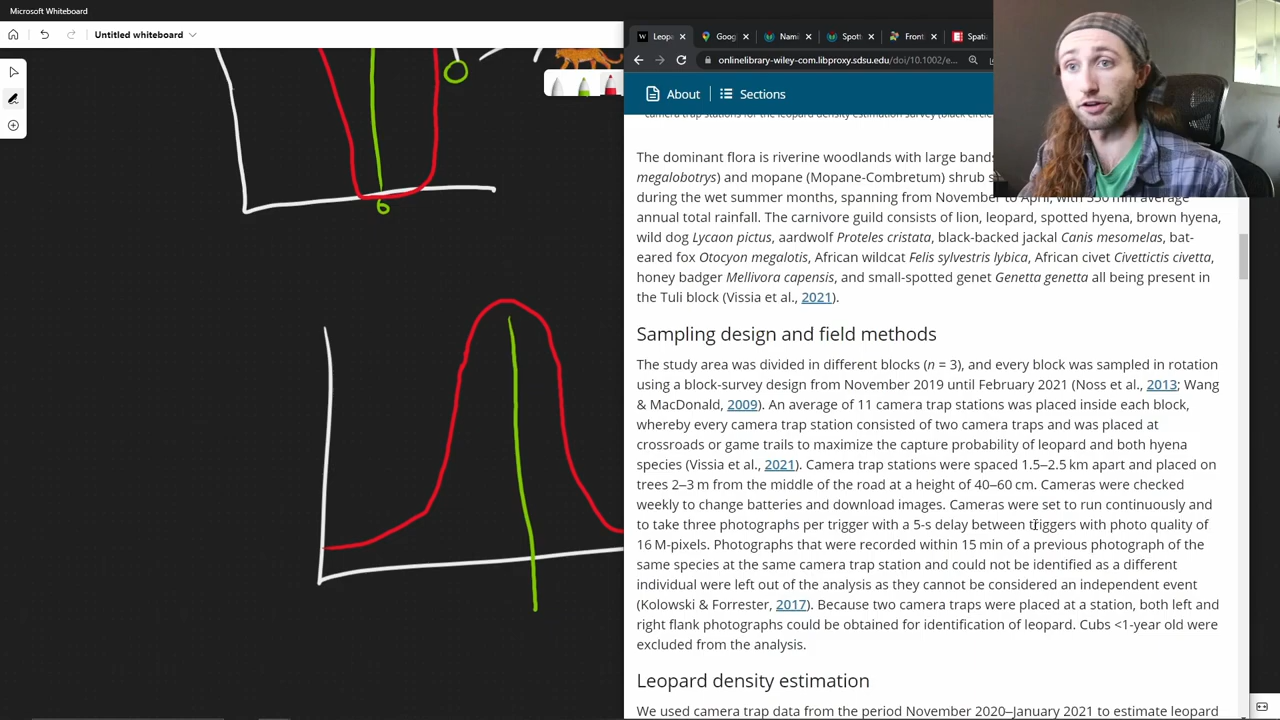 Microsoft Whiteboard
Untitled whiteboard
6
Leop
Goog
Nami
Spott
Front
Spati
onlinelibrary-wiley-com.libproxy.sdsu.edu/doi/10.1002/e...
About
Sections
camera trap stations for the leopard density estimation survey (black circle
The dominant flora is riverine woodlands with large bands
megalobotrys) and mopane (Mopane-Combretum) shrub s
during the wet summer months, spanning from November to April, with 350 mm average
annual total rainfall. The carnivore guild consists of lion, leopard, spotted hyena, brown hyena,
wild dog Lycaon pictus, aardwolf Proteles cristata, black-backed jackal Canis mesomelas, bat-
eared fox Otocyon megalotis, African wildcat Felis sylvestris lybica, African civet Civettictis civetta,
honey badger Mellivora capensis, and small-spotted genet Genetta genetta all being present in
the Tuli block (Vissia et al., 2021).
Sampling design and field methods
The study area was divided in different blocks (n = 3), and every block was sampled in rotation
using a block-survey design from November 2019 until February 2021 (Noss et al., 2013; Wang
& MacDonald, 2009). An average of 11 camera trap stations was placed inside each block,
whereby every camera trap station consisted of two camera traps and was placed at
crossroads or game trails to maximize the capture probability of leopard and both hyena
species (Vissia et al., 2021). Camera trap stations were spaced 1.5–2.5 km apart and placed on
trees 2–3 m from the middle of the road at a height of 40–60 cm. Cameras were checked
weekly to change batteries and download images. Cameras were set to run continuously and
to take three photographs per trigger with a 5-s delay between triggers with photo quality of
16 M-pixels. Photographs that were recorded within 15 min of a previous photograph of the
same species at the same camera trap station and could not be identified as a different
individual were left out of the analysis as they cannot be considered an independent event
(Kolowski & Forrester, 2017). Because two camera traps were placed at a station, both left and
right flank photographs could be obtained for identification of leopard. Cubs <1-year old were
excluded from the analysis.
Leopard density estimation
We used camera trap data from the period November 2020–January 2021 to estimate leopard